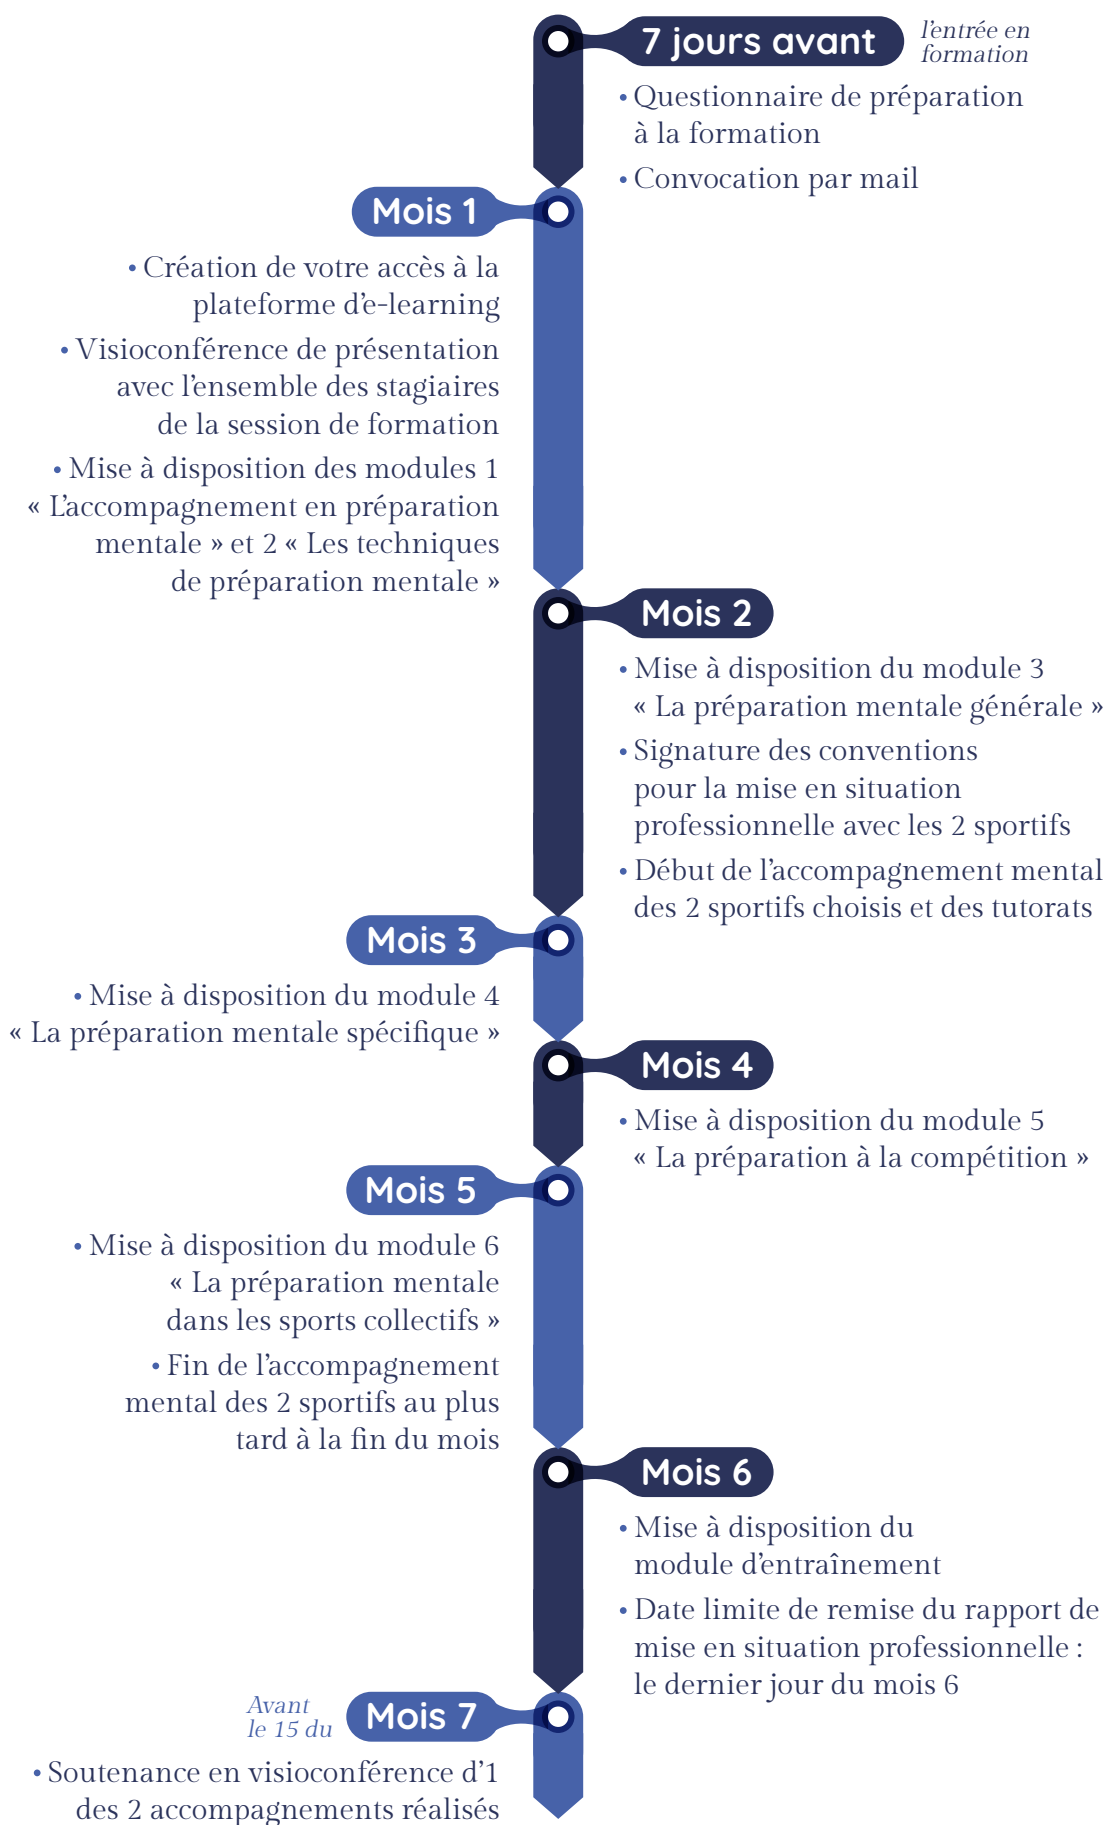 7 jours avant
l'entrée en
formation
• Questionnaire de préparation
à la formation
• Convocation par mail
Mois 1
• Création de votre accès à la
plateforme d'e-learning
• Visioconférence de présentation
avec l'ensemble des stagiaires
de la session de formation
• Mise à disposition des modules 1
« L'accompagnement en préparation
mentale » et 2 « Les techniques
de préparation mentale »
Mois 2
• Mise à disposition du module 3
« La préparation mentale générale »
• Signature des conventions
pour la mise en situation
professionnelle avec les 2 sportifs
• Début de l'accompagnement mental
des 2 sportifs choisis et des tutorats
Mois 3
• Mise à disposition du module 4
« La préparation mentale spécifique »
Mois 4
• Mise à disposition du module 5
« La préparation à la compétition »
Mois 5
• Mise à disposition du module 6
« La préparation mentale
dans les sports collectifs »
• Fin de l'accompagnement
mental des 2 sportifs au plus
tard à la fin du mois
Mois 6
• Mise à disposition du
module d'entraînement
• Date limite de remise du rapport de
mise en situation professionnelle :
le dernier jour du mois 6
Avant
le 15 du
Mois 7
• Soutenance en visioconférence d'1
des 2 accompagnements réalisés